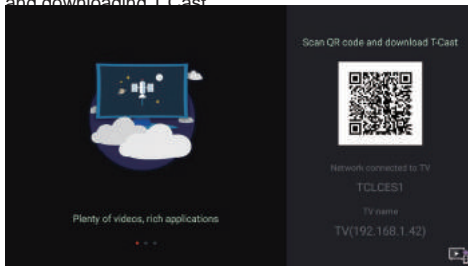 and downloading T-Cast
Scan QR code and download T-Cast
Network connected to TV
TCLCES1
TV name
TV(192.168.1.42)
Plenty of videos, rich applications